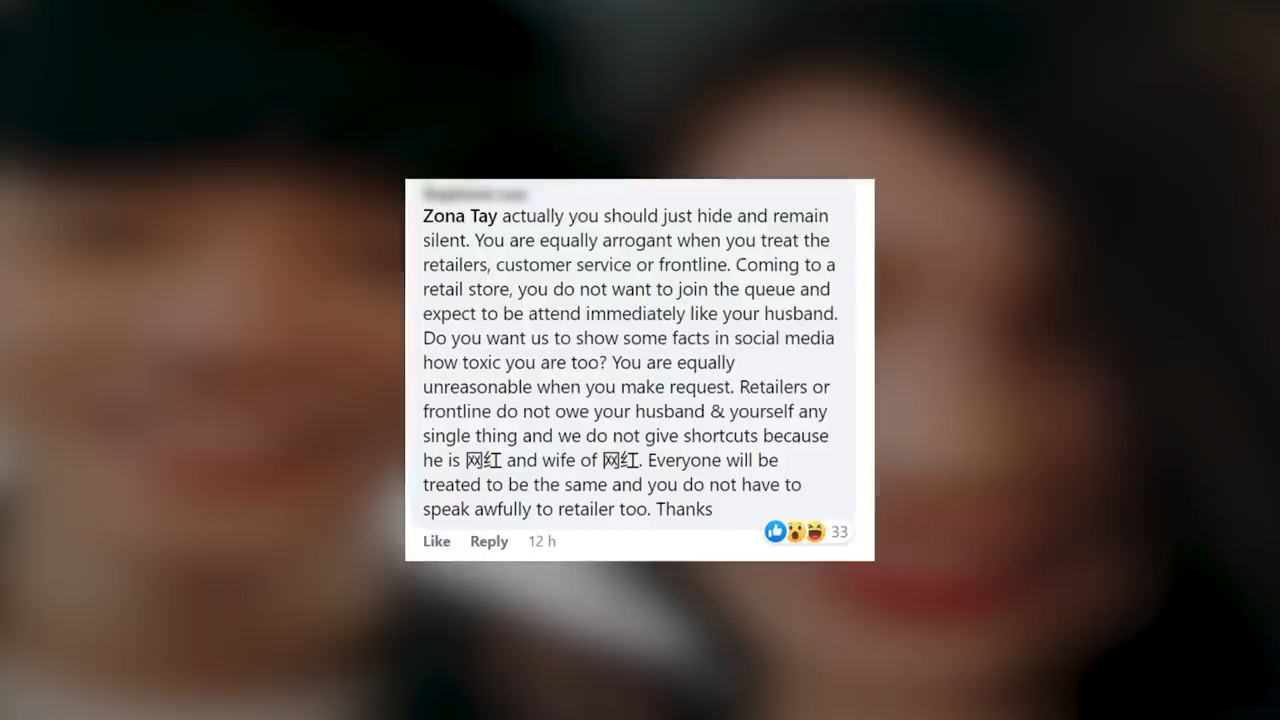 Zona Tay actually you should just hide and remain
silent. You are equally arrogant when you treat the
retailers, customer service or frontline. Coming to a
retail store, you do not want to join the queue and
expect to be attend immediately like your husband.
Do you want us to show some facts in social media
how toxic you are too? You are equally
unreasonable when you make request. Retailers or
frontline do not owe your husband & yourself any
single thing and we do not give shortcuts because
he is 网红 and wife of 网红. Everyone will be
treated to be the same and you do not have to
speak awfully to retailer too. Thanks
33
Like Reply 12 h